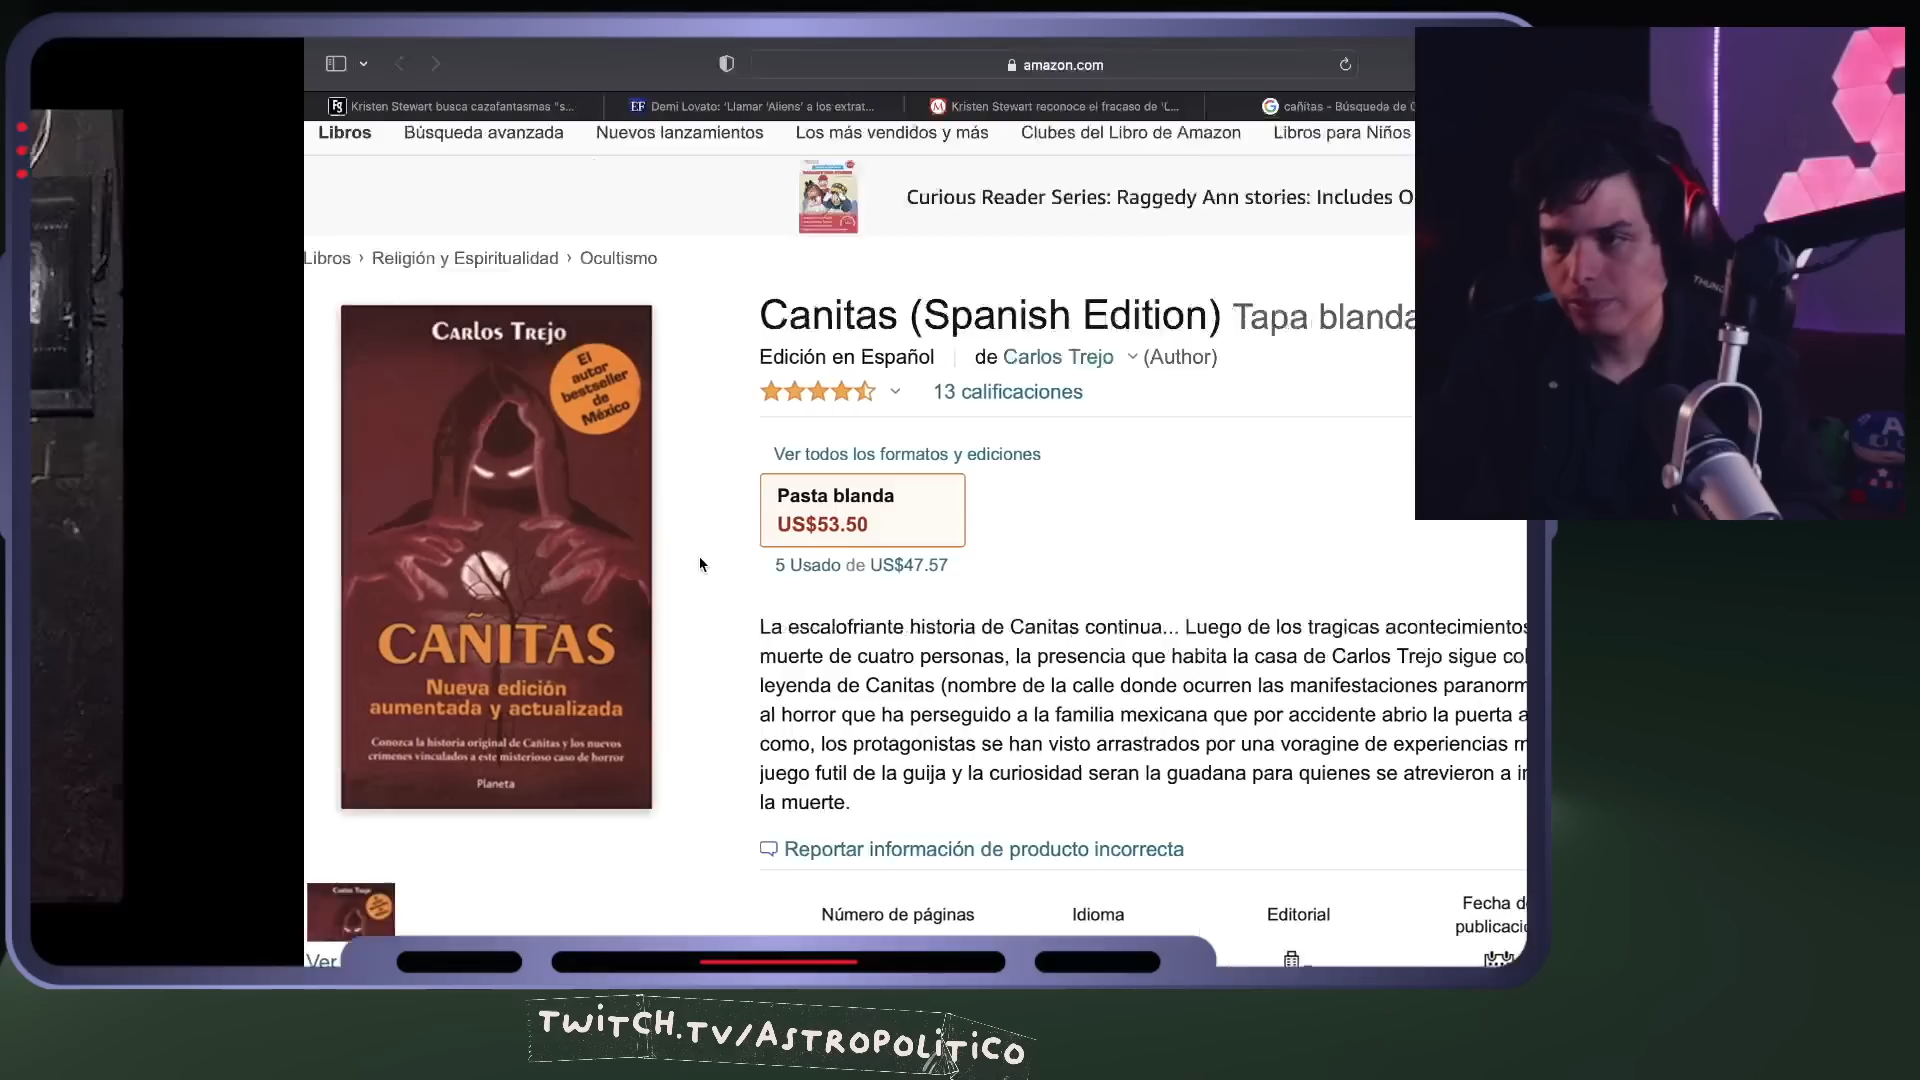 amazon.com
Kristen Stewart busca cazafantasmas "s...
EF Demi Lovato: 'Llamar 'Aliens' a los extrat...
M Kristen Stewart reconoce el fracaso de 'L...
G cañitas - Búsqueda de
Libros Búsqueda avanzada Nuevos lanzamientos Los más vendidos y más Clubes del Libro de Amazon Libros para Niños
Curious Reader Series: Raggedy Ann stories: Includes
Libros › Religión y Espiritualidad › Ocultismo
CARLOS TREJO
El
autor
bestseller
de
México
CAÑITAS
Nueva edición
aumentada y actualizada
Conozca la historia original de Cañitas y los nuevos
crímenes vinculados a este misterioso caso de horror
Planeta
Canitas (Spanish Edition) Tapa blanda
Edición en Español de Carlos Trejo (Author)
13 calificaciones
Ver todos los formatos y ediciones
Pasta blanda
US$53.50
5 Usado de US$47.57
La escalofriante historia de Canitas continua... Luego de los tragicas acontecimientos
muerte de cuatro personas, la presencia que habita la casa de Carlos Trejo sigue
leyenda de Canitas (nombre de la calle donde ocurren las manifestaciones
al horror que ha perseguido a la familia mexicana que por accidente abrio la puerta a
como, los protagonistas se han visto arrastrados por una voragine de experiencias
juego futil de la guija y la curiosidad seran la guadana para quienes se atrevieron a
la muerte.
Reportar información de producto incorrecta
Número de páginas
Idioma
Editorial
Fecha
Ver
TWITCH.TV/ASTROPOLITICO